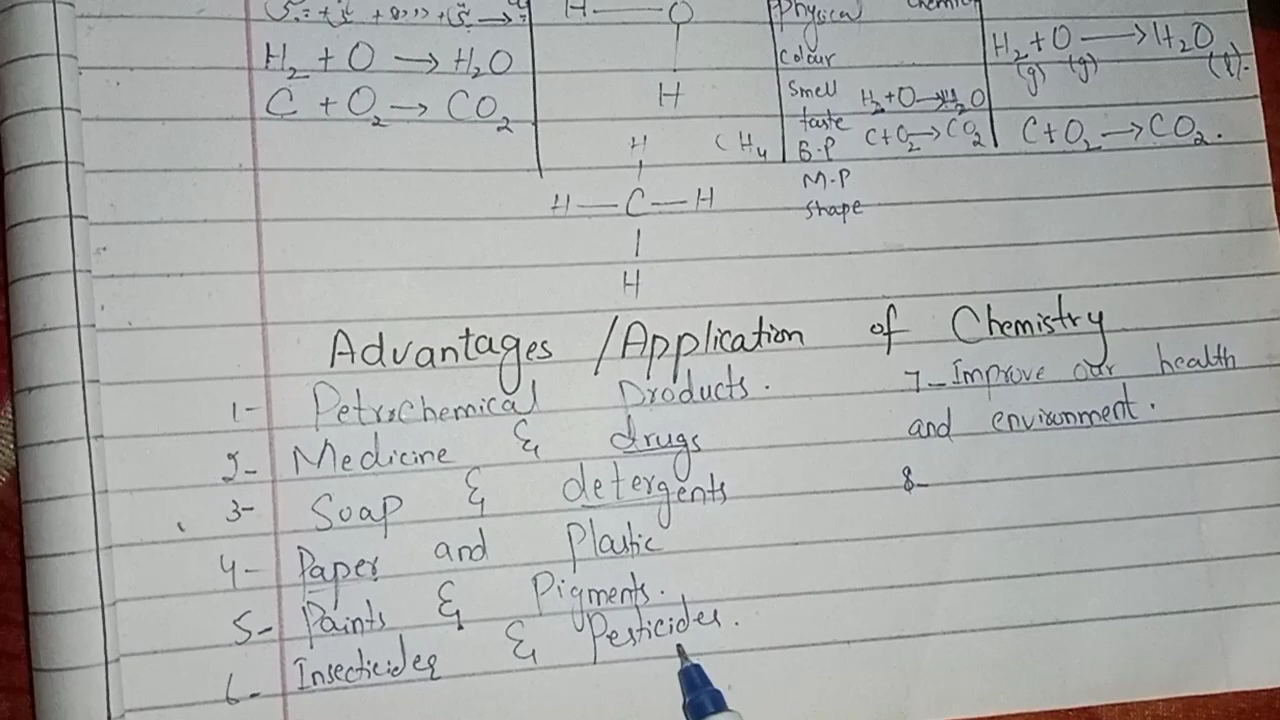 H₂ + O → H₂O
C + O₂ → CO₂
H — O
H
H
H — C — H
H
CH₄
Physical
Colour
Smell
taste
B.P
M.P
Shape
H₂+O→H₂O
C+O₂→CO₂
H₂+O → H₂O
(g) (g) (l).
C+O₂ → CO₂.
Advantages /Application of Chemistry
1- Petrochemical Products.
2- Medicine & drugs
3- Soap & detergents
4- Paper and Plastic
5- Paints & Pigments.
6- Insecticides & Pesticides.
7- Improve our health
and environment.
8-